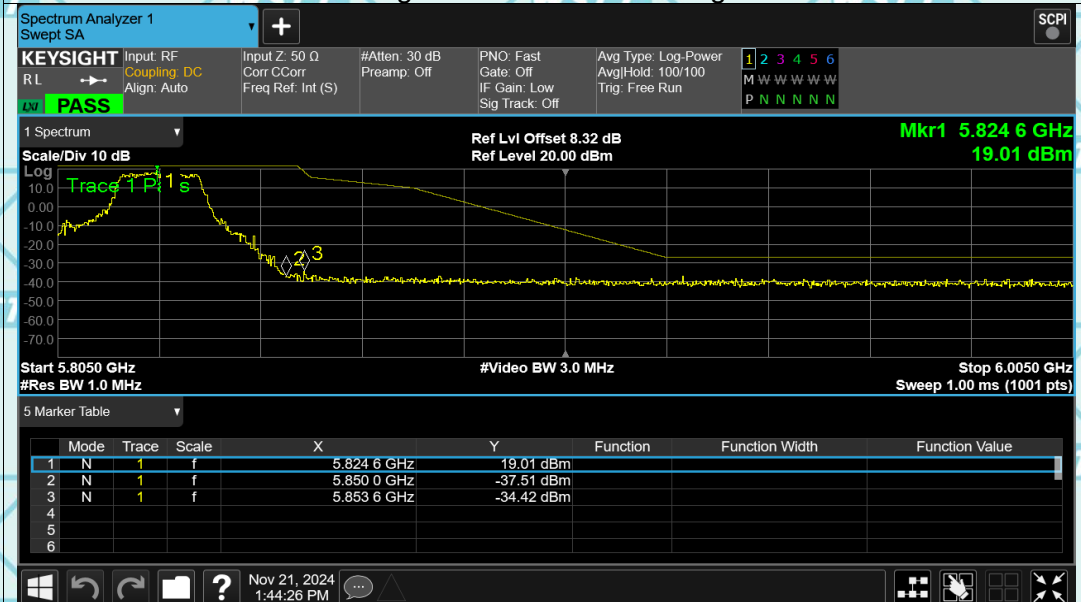 Spectrum Analyzer 1
Swept SA
+
SCPI
KEYSIGHT
R L
LXI PASS
Input: RF
Coupling: DC
Align: Auto
Input Z: 50 Ω
Corr CCorr
Freq Ref: Int (S)
#Atten: 30 dB
Preamp: Off
PNO: Fast
Gate: Off
IF Gain: Low
Sig Track: Off
Avg Type: Log-Power
Avg|Hold: 100/100
Trig: Free Run
1 2 3 4 5 6
M W W W W W
P N N N N N
1 Spectrum
Scale/Div 10 dB
Ref Lvl Offset 8.32 dB
Ref Level 20.00 dBm
Mkr1 5.824 6 GHz
19.01 dBm
Log
Trace 1 Pass
1
2
3
10.0
0.00
-10.0
-20.0
-30.0
-40.0
-50.0
-60.0
-70.0
Start 5.8050 GHz
#Video BW 3.0 MHz
Stop 6.0050 GHz
#Res BW 1.0 MHz
Sweep 1.00 ms (1001 pts)
5 Marker Table
Mode Trace Scale X Y Function Function Width Function Value
1 N 1 f 5.824 6 GHz 19.01 dBm
2 N 1 f 5.850 0 GHz -37.51 dBm
3 N 1 f 5.853 6 GHz -34.42 dBm
4
5
6
?
Nov 21, 2024
1:44:26 PM